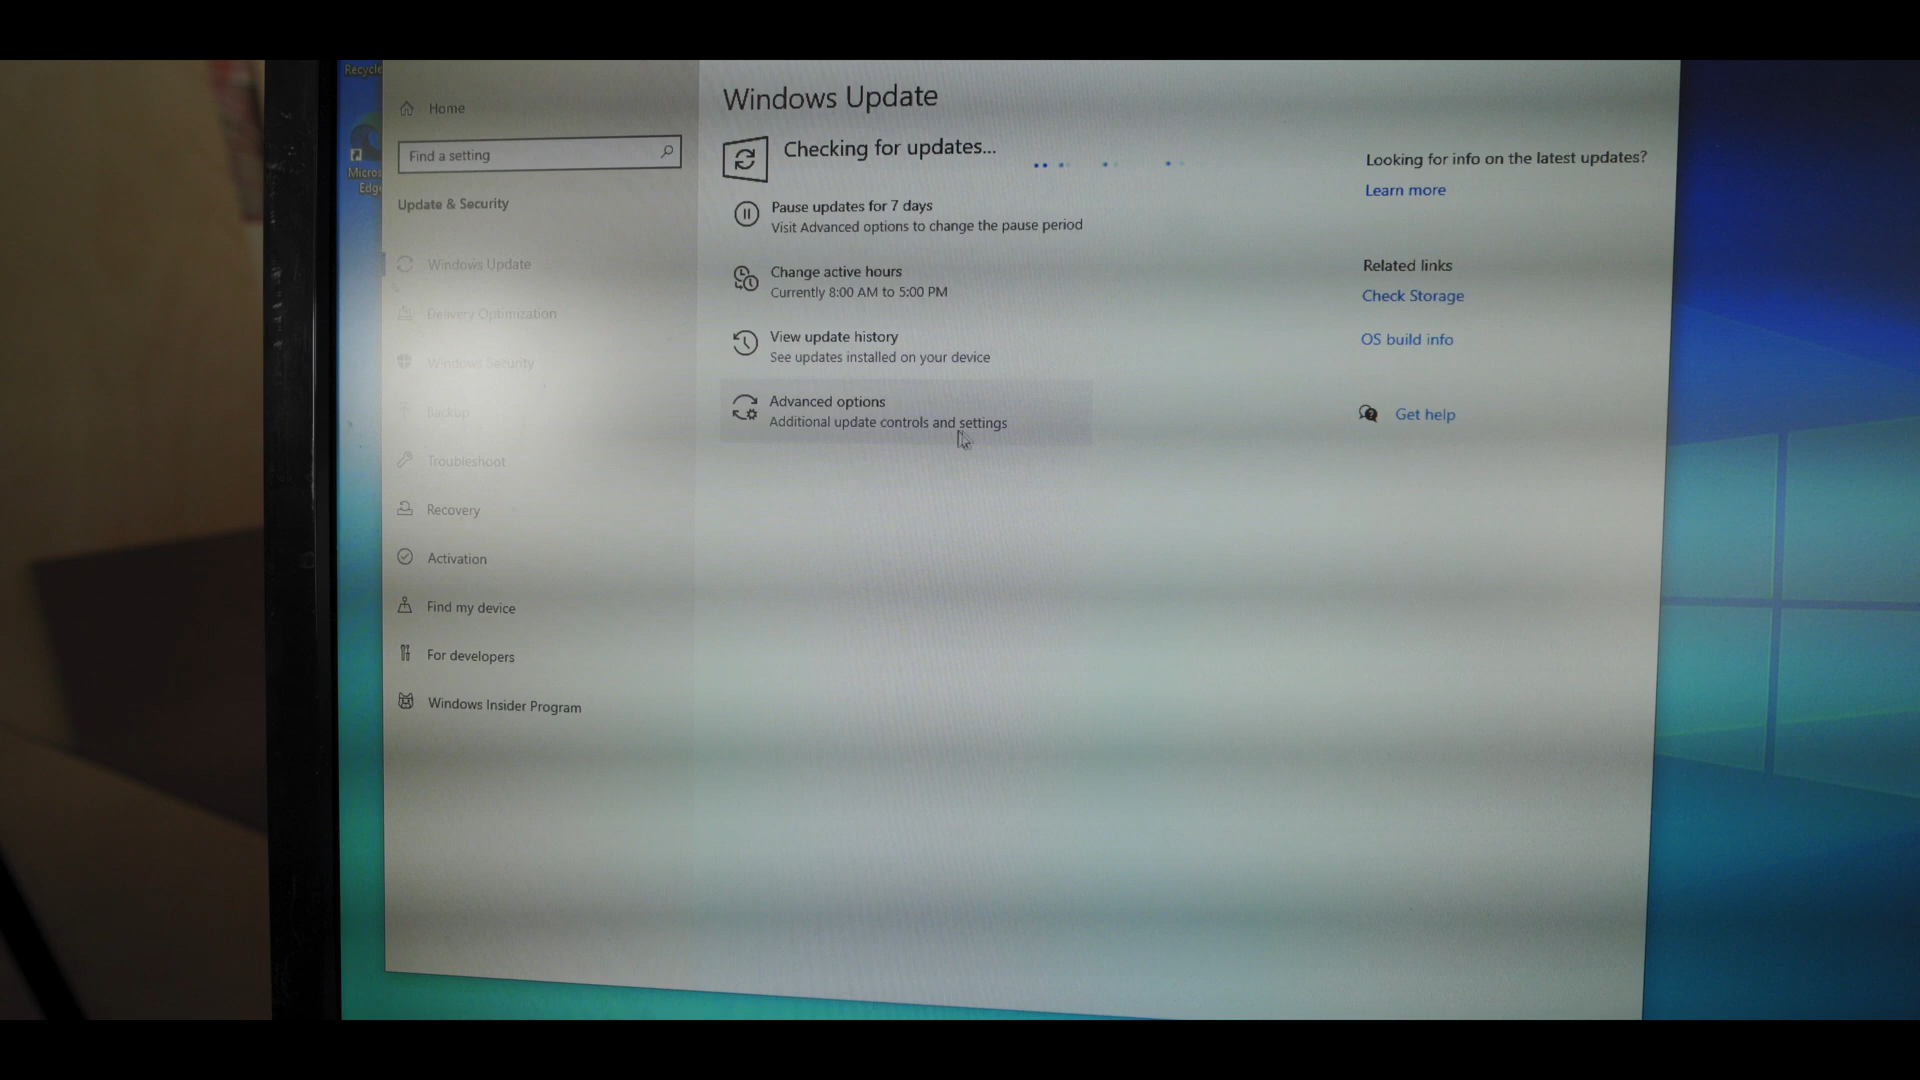 Recycle
Micros
Edge
Home
Find a setting
Update & Security
Windows Update
Delivery Optimization
Windows Security
Backup
Troubleshoot
Recovery
Activation
Find my device
For developers
Windows Insider Program
Windows Update
Checking for updates...
Pause updates for 7 days
Visit Advanced options to change the pause period
Change active hours
Currently 8:00 AM to 5:00 PM
View update history
See updates installed on your device
Advanced options
Additional update controls and settings
Looking for info on the latest updates?
Learn more
Related links
Check Storage
OS build info
Get help